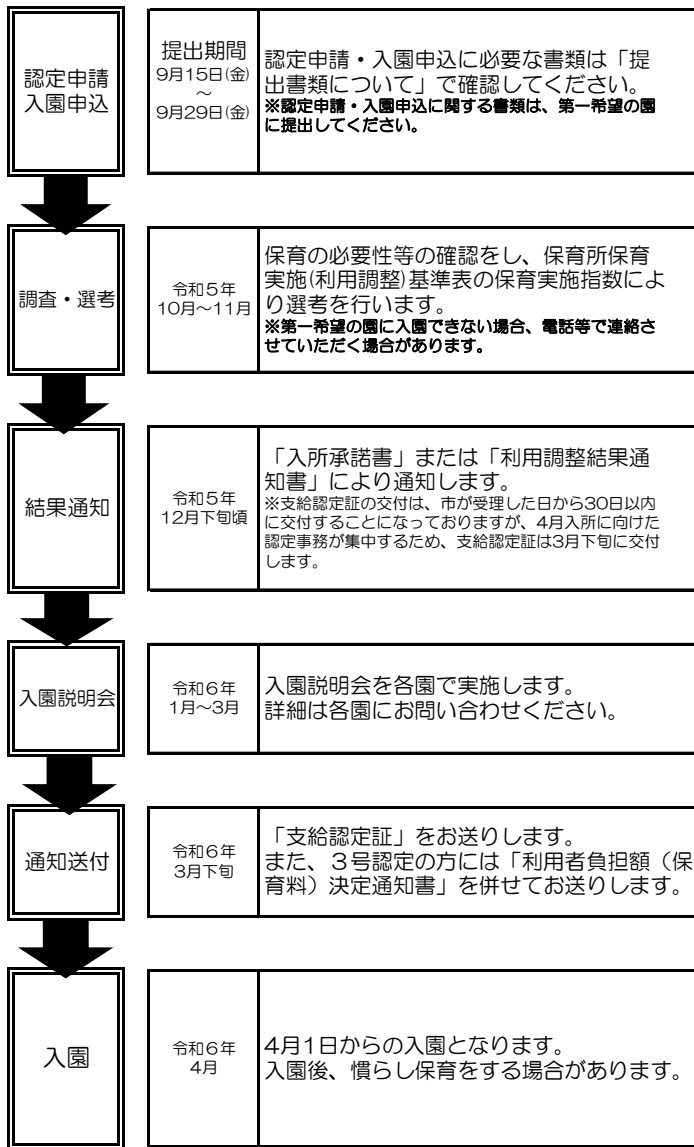 認定申請
入園申込
提出期間
9月15日(金)
~
9月29日(金)
認定申請・入園申込に必要な書類は「提
出書類について」で確認してください。
※認定申請・入園申込に関する書類は、第一希望の園
に提出してください。
調査・選考
令和5年
10月~11月
保育の必要性等の確認をし、保育所保育
実施(利用調整)基準表の保育実施指数によ
り選考を行います。
※第一希望の園に入園できない場合、電話等で連絡さ
せていただく場合があります。
結果通知
令和5年
12月下旬頃
「入所承諾書」または「利用調整結果通
知書」により通知します。
※支給認定証の交付は、市が受理した日から30日以内
に交付することになっておりますが、4月入所に向けた
認定事務が集中するため、支給認定証は3月下旬に交付
します。
入園説明会
令和6年
1月~3月
入園説明会を各園で実施します。
詳細は各園にお問い合わせください。
通知送付
令和6年
3月下旬
「支給認定証」をお送りします。
また、3号認定の方には「利用者負担額(保
育料)決定通知書」を併せてお送りします。
入園
令和6年
4月
4月1日からの入園となります。
入園後、慣らし保育をする場合があります。